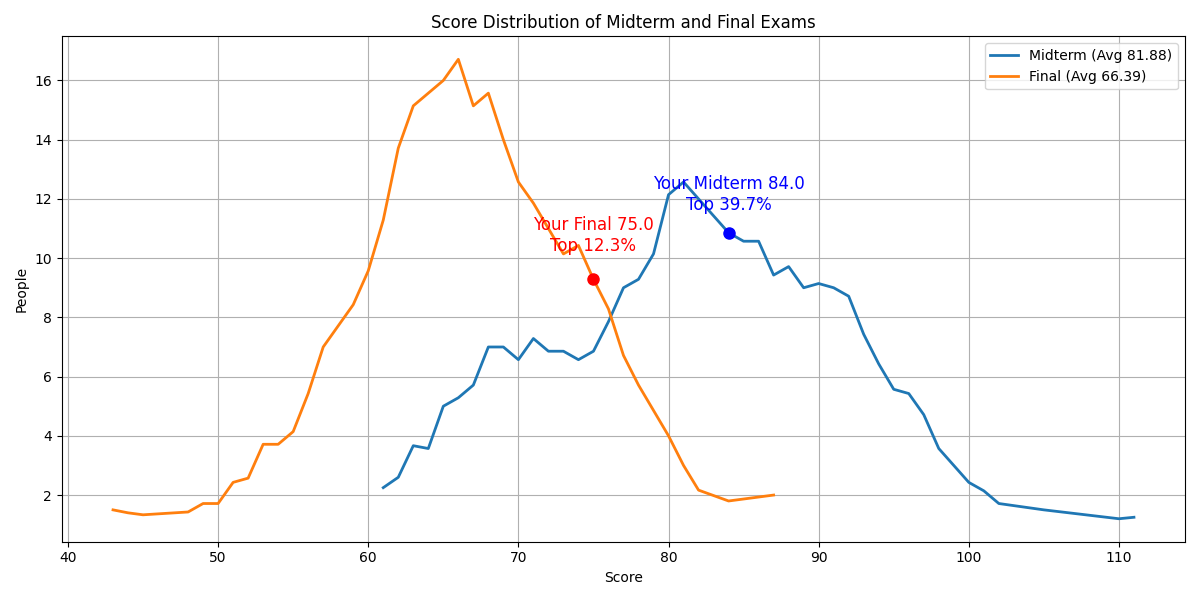 Score Distribution of Midterm and Final Exams
Midterm (Avg 81.88)
Final (Avg 66.39)
Your Midterm 84.0
Top 39.7%
Your Final 75.0
Top 12.3%
People
16
14
12
10
8
6
4
2
40 50 60 70 80 90 100 110
Score